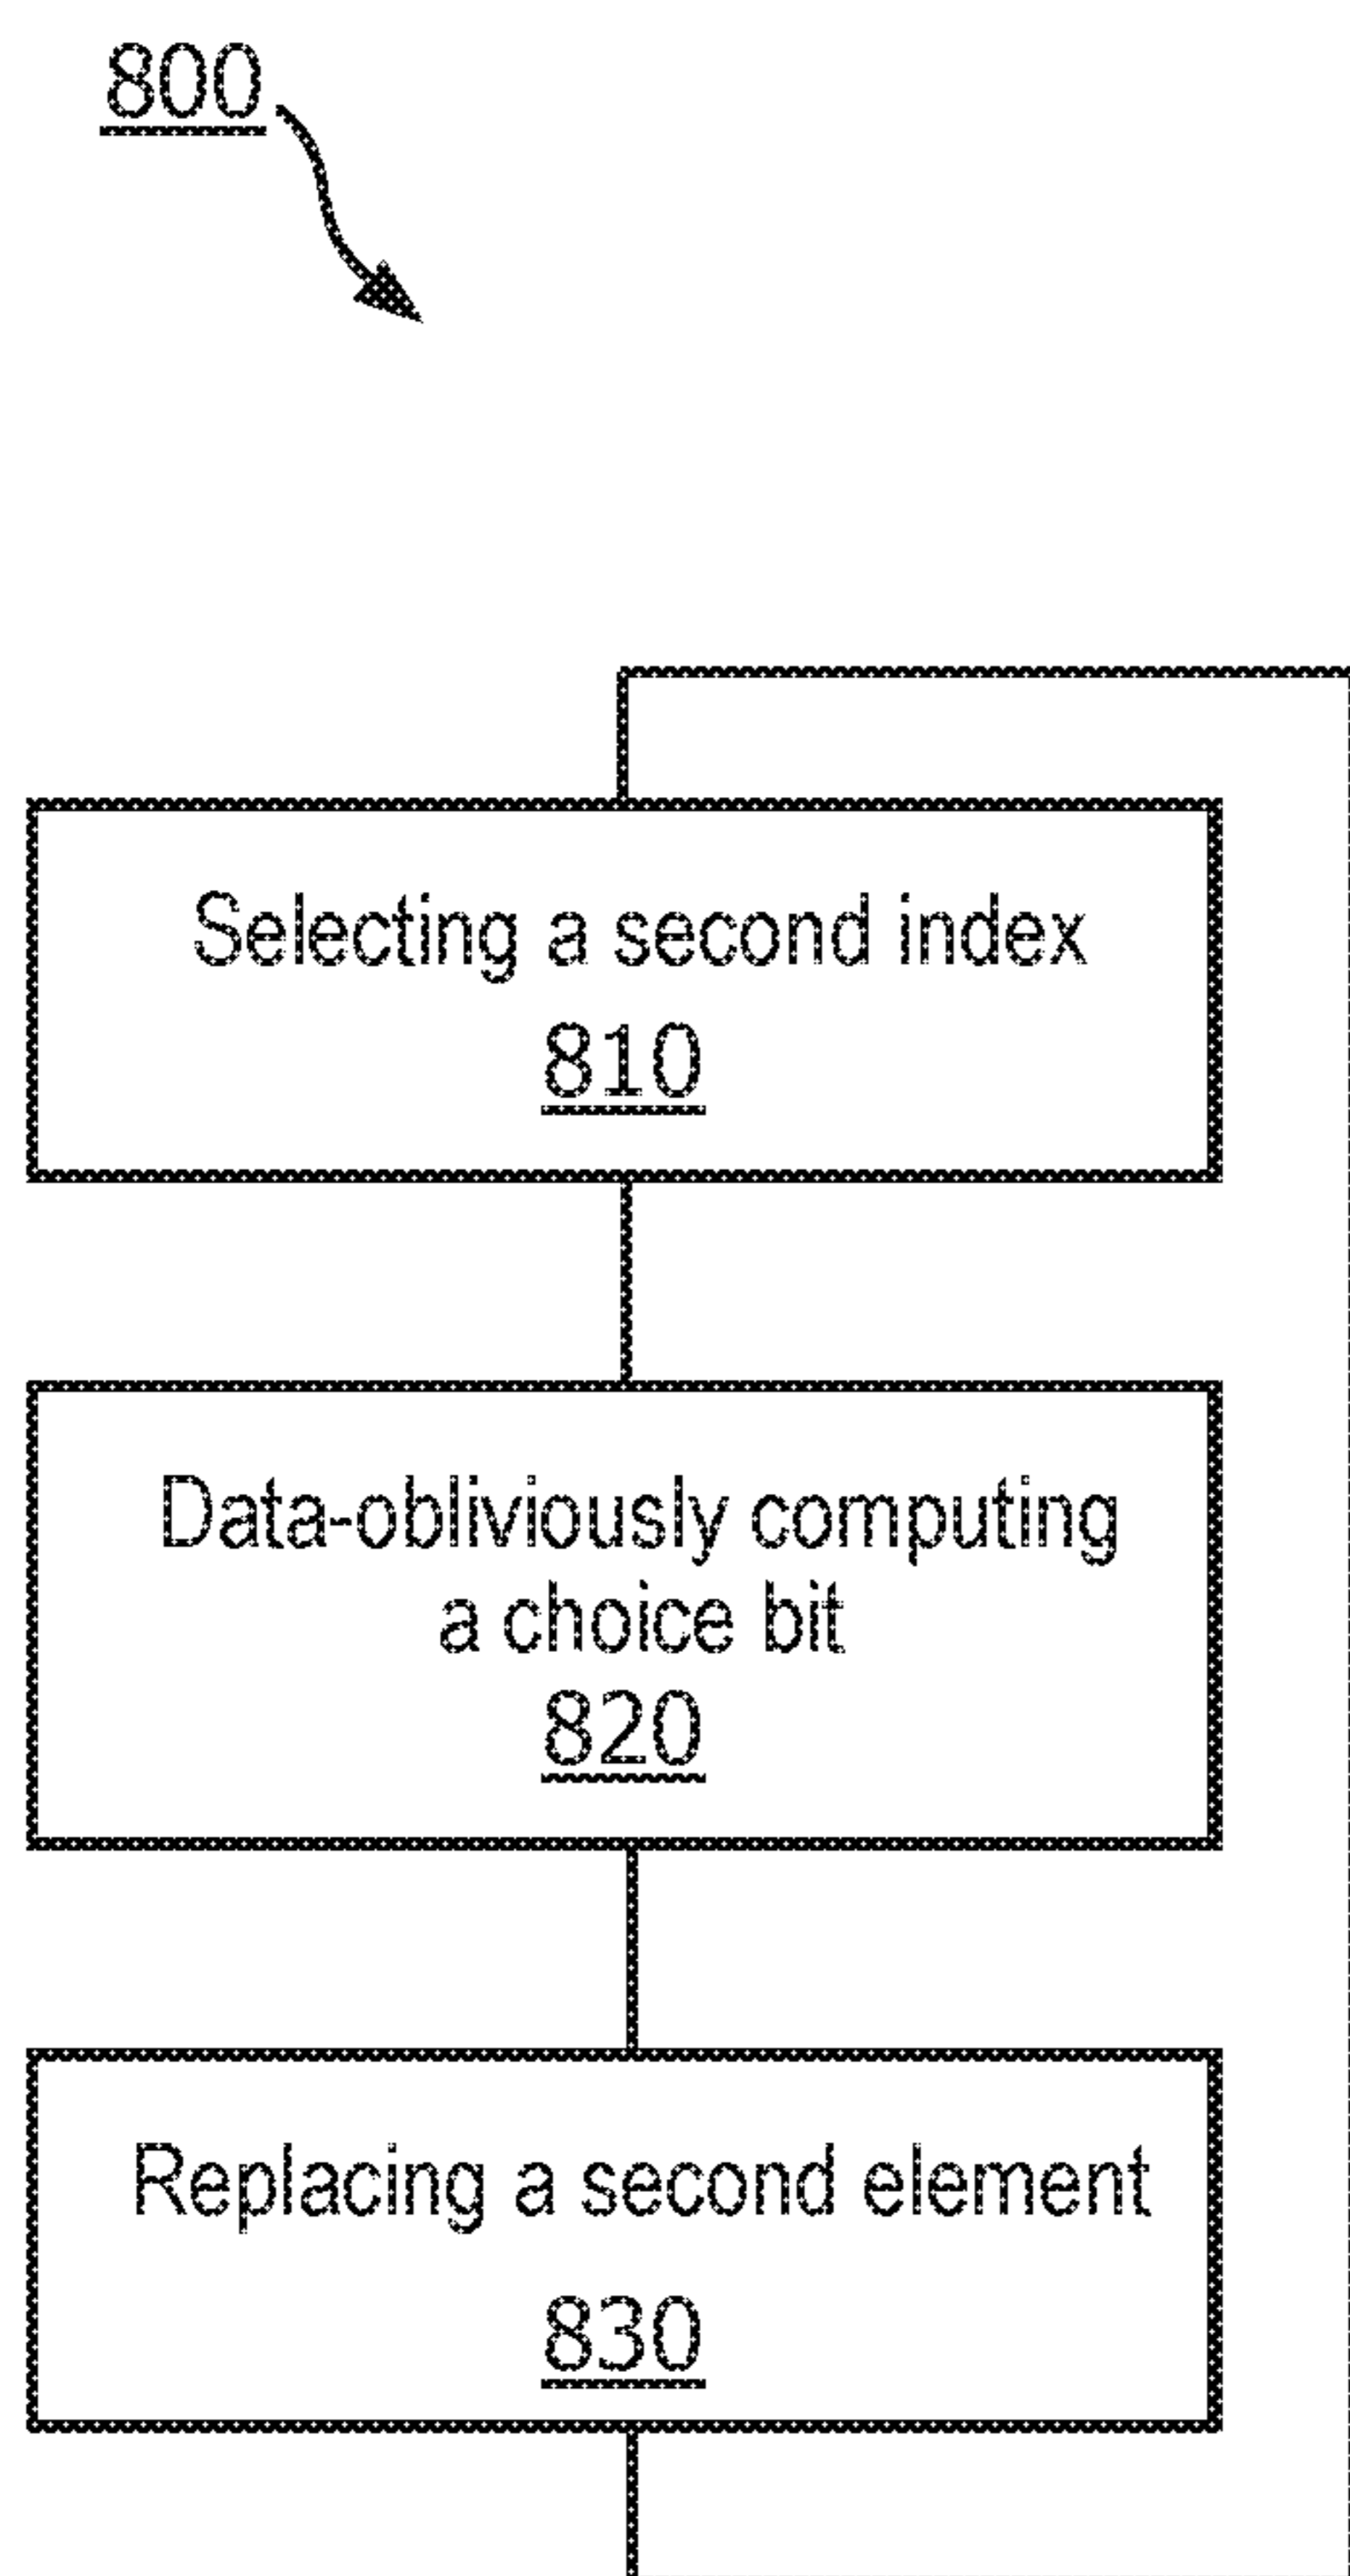 800
Selecting a second index
810
Data-obliviously computing
a choice bit
820
Replacing a second element
830